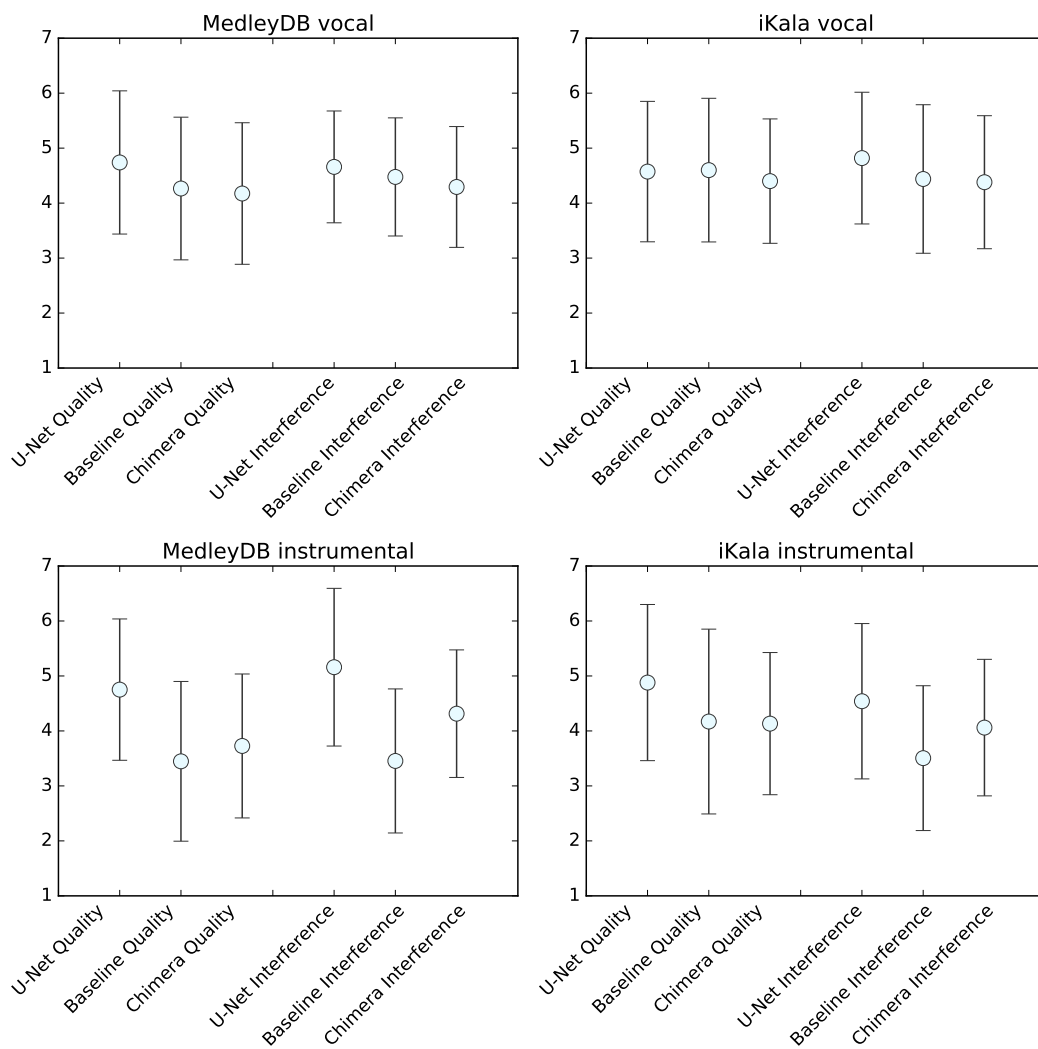 MedleyDB vocal
7
6
5
4
3
2
1
U-Net Quality
Baseline Quality
Chimera Quality
U-Net Interference
Baseline Interference
Chimera Interference
iKala vocal
7
6
5
4
3
2
1
U-Net Quality
Baseline Quality
Chimera Quality
U-Net Interference
Baseline Interference
Chimera Interference
MedleyDB instrumental
7
6
5
4
3
2
1
U-Net Quality
Baseline Quality
Chimera Quality
U-Net Interference
Baseline Interference
Chimera Interference
iKala instrumental
7
6
5
4
3
2
1
U-Net Quality
Baseline Quality
Chimera Quality
U-Net Interference
Baseline Interference
Chimera Interference